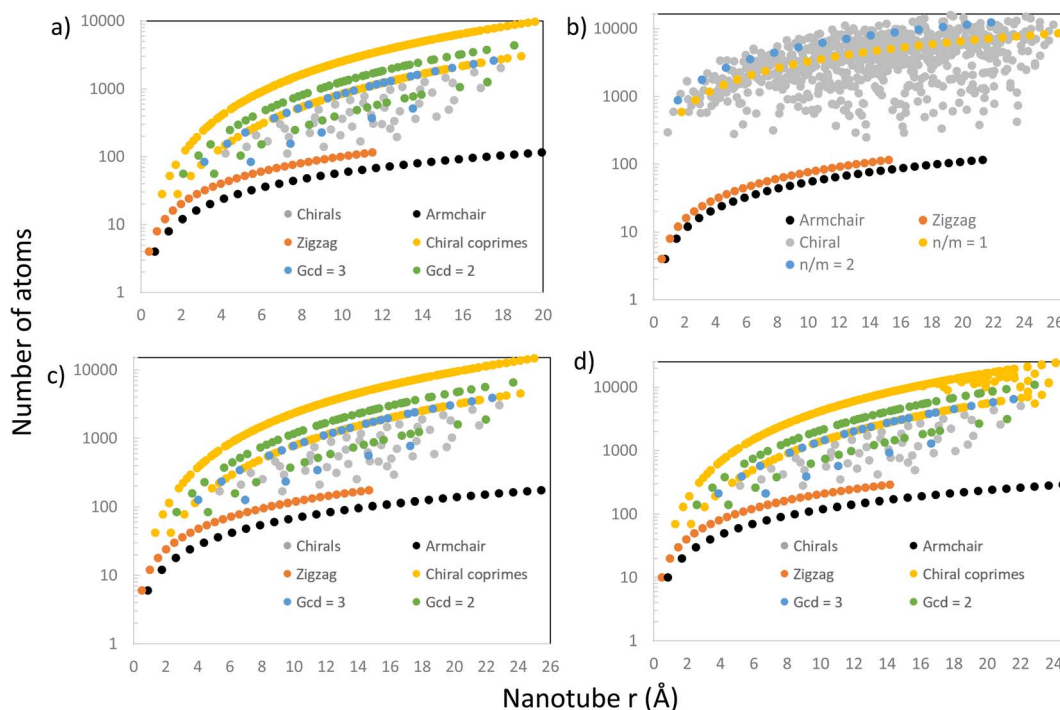 Number of atoms
a)
10000
1000
100
10
1
0 2 4 6 8 10 12 14 16 18 20
Chirals Armchair
Zigzag Chiral coprimes
Gcd = 3 Gcd = 2
b)
10000
1000
100
10
1
0 2 4 6 8 10 12 14 16 18 20 22 24 26
Armchair Zigzag
Chiral n/m = 1
n/m = 2
c)
10000
1000
100
10
1
0 2 4 6 8 10 12 14 16 18 20 22 24 26
Chirals Armchair
Zigzag Chiral coprimes
Gcd = 3 Gcd = 2
d)
10000
1000
100
10
1
0 2 4 6 8 10 12 14 16 18 20 22 24
Chirals Armchair
Zigzag Chiral coprimes
Gcd = 3 Gcd = 2
Nanotube r (Å)